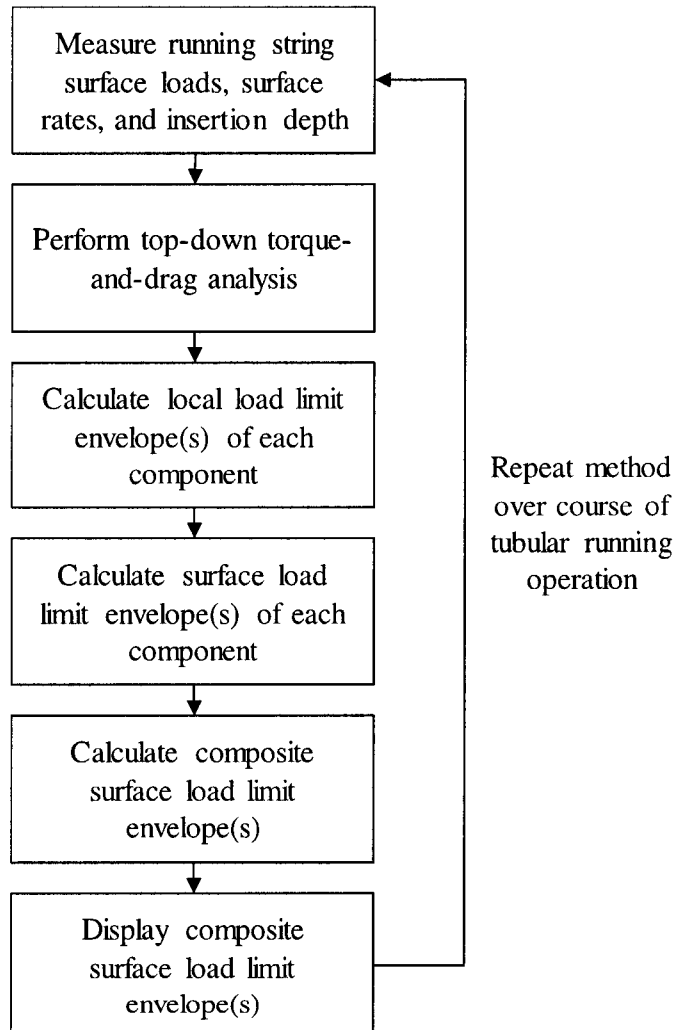 Measure running string
surface loads, surface
rates, and insertion depth
Perform top-down torque-
and-drag analysis
Calculate local load limit
envelope(s) of each
component
Calculate surface load
limit envelope(s) of each
component
Calculate composite
surface load limit
envelope(s)
Display composite
surface load limit
envelope(s)
Repeat method
over course of
tubular running
operation